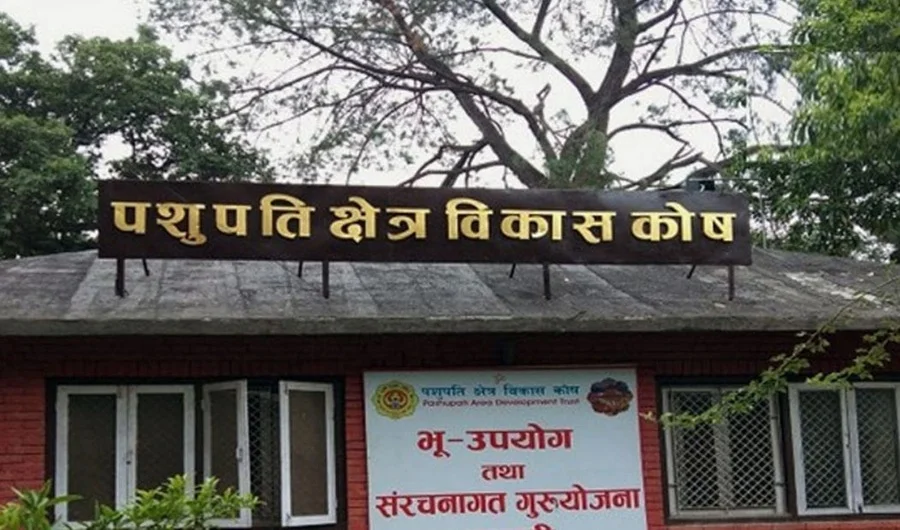 पशुपति क्षेत्र विकास कोष
पशुपति क्षेत्र विकास कोष
Pashupati Area Development Trust
भू-उपयोग
तथा
संरचनागत गुरुयोजना